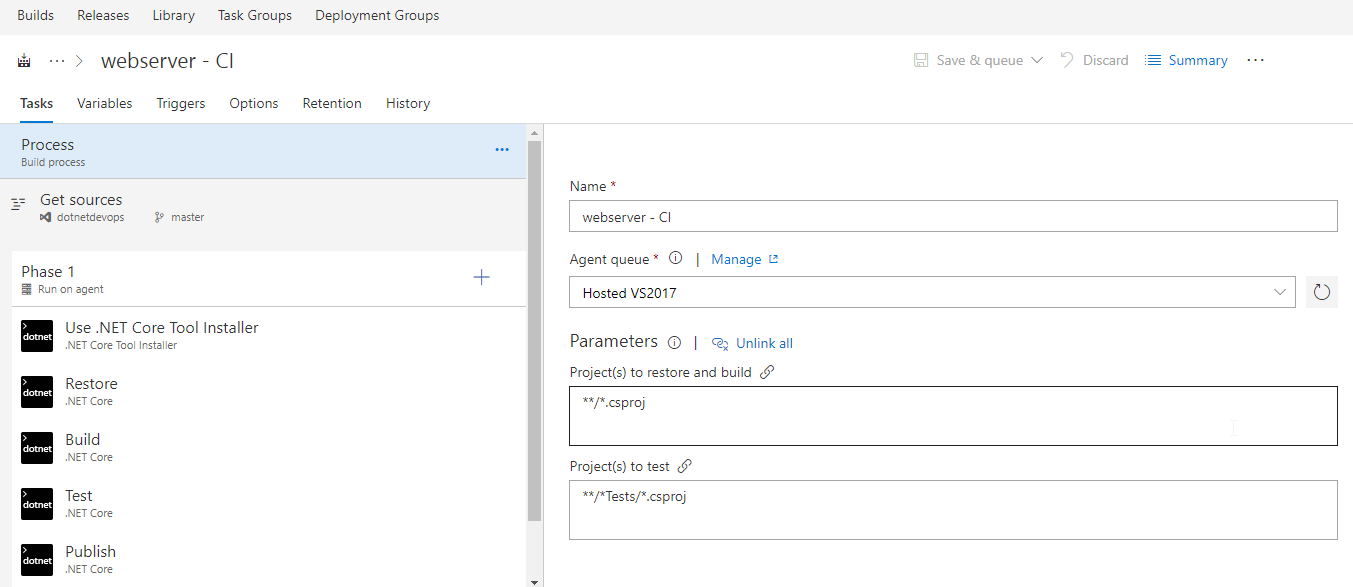 Builds Releases Library Task Groups Deployment Groups
··· > webserver - CI Save & queue Discard Summary ···
Tasks Variables Triggers Options Retention History
Process ···
Build process
Get sources
dotnetdevops master
Phase 1 +
Run on agent
>
dotnet Use .NET Core Tool Installer
.NET Core Tool Installer
>
dotnet Restore
.NET Core
>
dotnet Build
.NET Core
>
dotnet Test
.NET Core
>
dotnet Publish
.NET Core
Name *
webserver - CI
Agent queue * | Manage
Hosted VS2017
Parameters | Unlink all
Project(s) to restore and build
**/*.csproj
Project(s) to test
**/*Tests/*.csproj